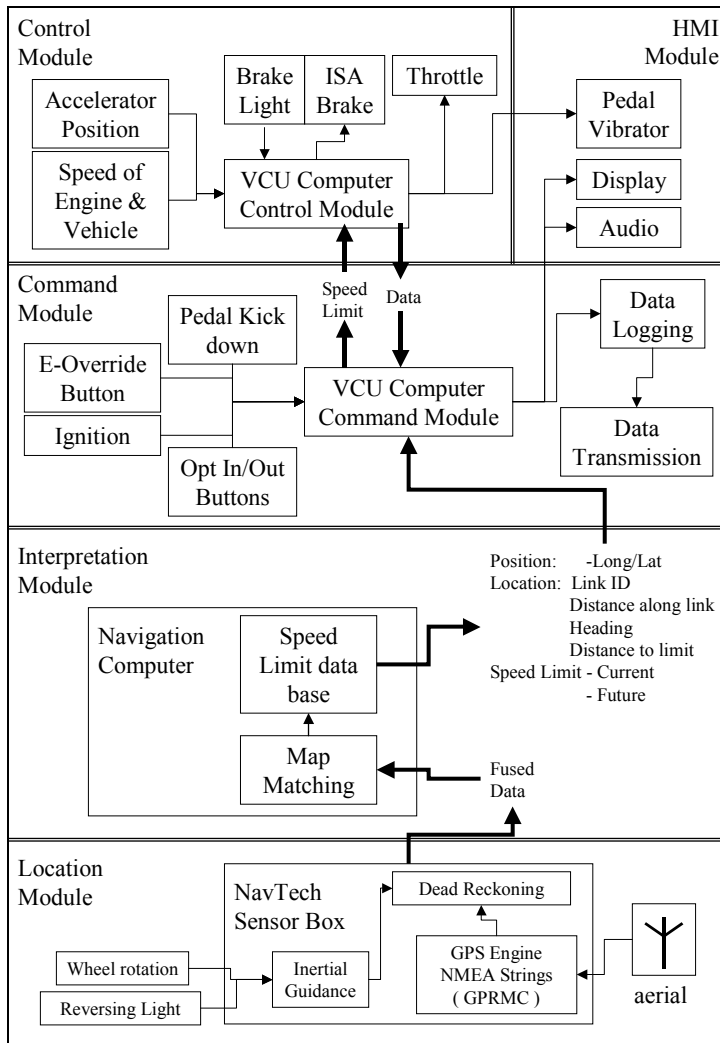 Control
Module
HMI
Module
Brake
Light
ISA
Brake
Throttle
Accelerator
Position
Pedal
Vibrator
Speed of
Engine &
Vehicle
VCU Computer
Control Module
Display
Audio
Command
Module
Speed
Limit
Data
Pedal Kick
down
Data
Logging
E-Override
Button
VCU Computer
Command Module
Ignition
Opt In/Out
Buttons
Data
Transmission
Interpretation
Module
Position: -Long/Lat
Location: Link ID
Distance along link
Heading
Distance to limit
Speed Limit - Current
- Future
Navigation
Computer
Speed
Limit data
base
Map
Matching
Fused
Data
Location
Module
NavTech
Sensor Box
Dead Reckoning
Wheel rotation
Reversing Light
Inertial
Guidance
GPS Engine
NMEA Strings
( GPRMC )
aerial